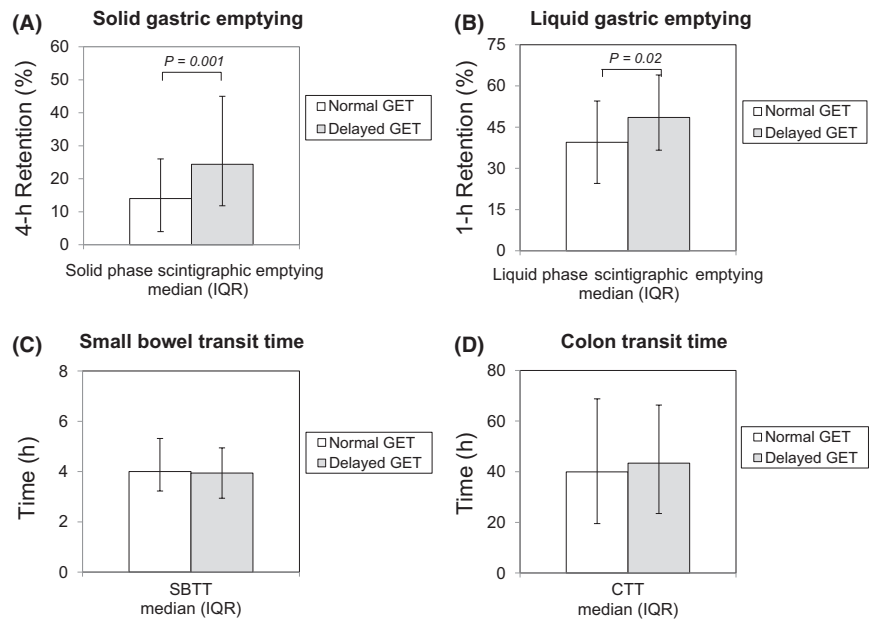 (A) Solid gastric emptying
60
50
40
30
20
10
0
4-h Retention (%)
P = 0.001
Normal GET
Delayed GET
Solid phase scintigraphic emptying
median (IQR)
(B) Liquid gastric emptying
75
60
45
30
15
0
1-h Retention (%)
P = 0.02
Normal GET
Delayed GET
Liquid phase scintigraphic emptying
median (IQR)
(C) Small bowel transit time
8
6
4
2
0
Time (h)
Normal GET
Delayed GET
SBTT
median (IQR)
(D) Colon transit time
80
60
40
20
0
Time (h)
Normal GET
Delayed GET
CTT
median (IQR)